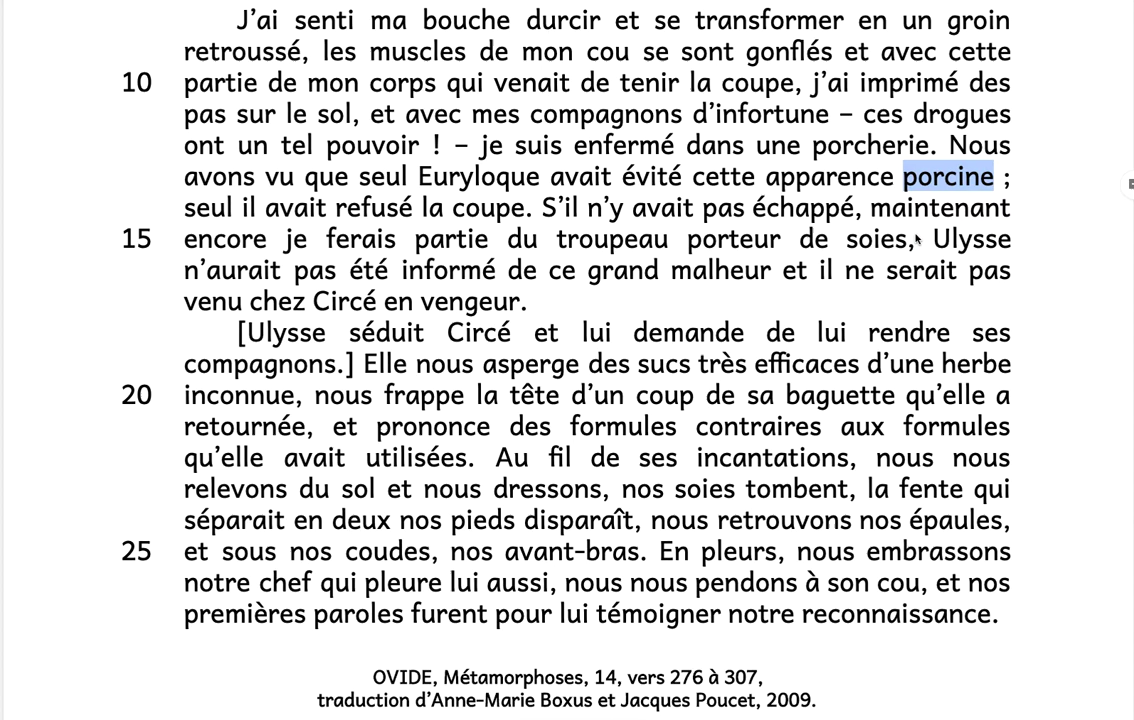 J’ai senti ma bouche durcir et se transformer en un groin
retroussé, les muscles de mon cou se sont gonflés et avec cette
10 partie de mon corps qui venait de tenir la coupe, j’ai imprimé des
pas sur le sol, et avec mes compagnons d’infortune – ces drogues
ont un tel pouvoir ! – je suis enfermé dans une porcherie. Nous
avons vu que seul Euryloque avait évité cette apparence porcine ;
seul il avait refusé la coupe. S’il n’y avait pas échappé, maintenant
15 encore je ferais partie du troupeau porteur de soies, Ulysse
n’aurait pas été informé de ce grand malheur et il ne serait pas
venu chez Circé en vengeur.
[Ulysse séduit Circé et lui demande de lui rendre ses
compagnons.] Elle nous asperge des sucs très efficaces d’une herbe
20 inconnue, nous frappe la tête d’un coup de sa baguette qu’elle a
retournée, et prononce des formules contraires aux formules
qu’elle avait utilisées. Au fil de ses incantations, nous nous
relevons du sol et nous dressons, nos soies tombent, la fente qui
séparait en deux nos pieds disparaît, nous retrouvons nos épaules,
25 et sous nos coudes, nos avant-bras. En pleurs, nous embrassons
notre chef qui pleure lui aussi, nous nous pendons à son cou, et nos
premières paroles furent pour lui témoigner notre reconnaissance.
OVIDE, Métamorphoses, 14, vers 276 à 307,
traduction d’Anne-Marie Boxus et Jacques Poucet, 2009.